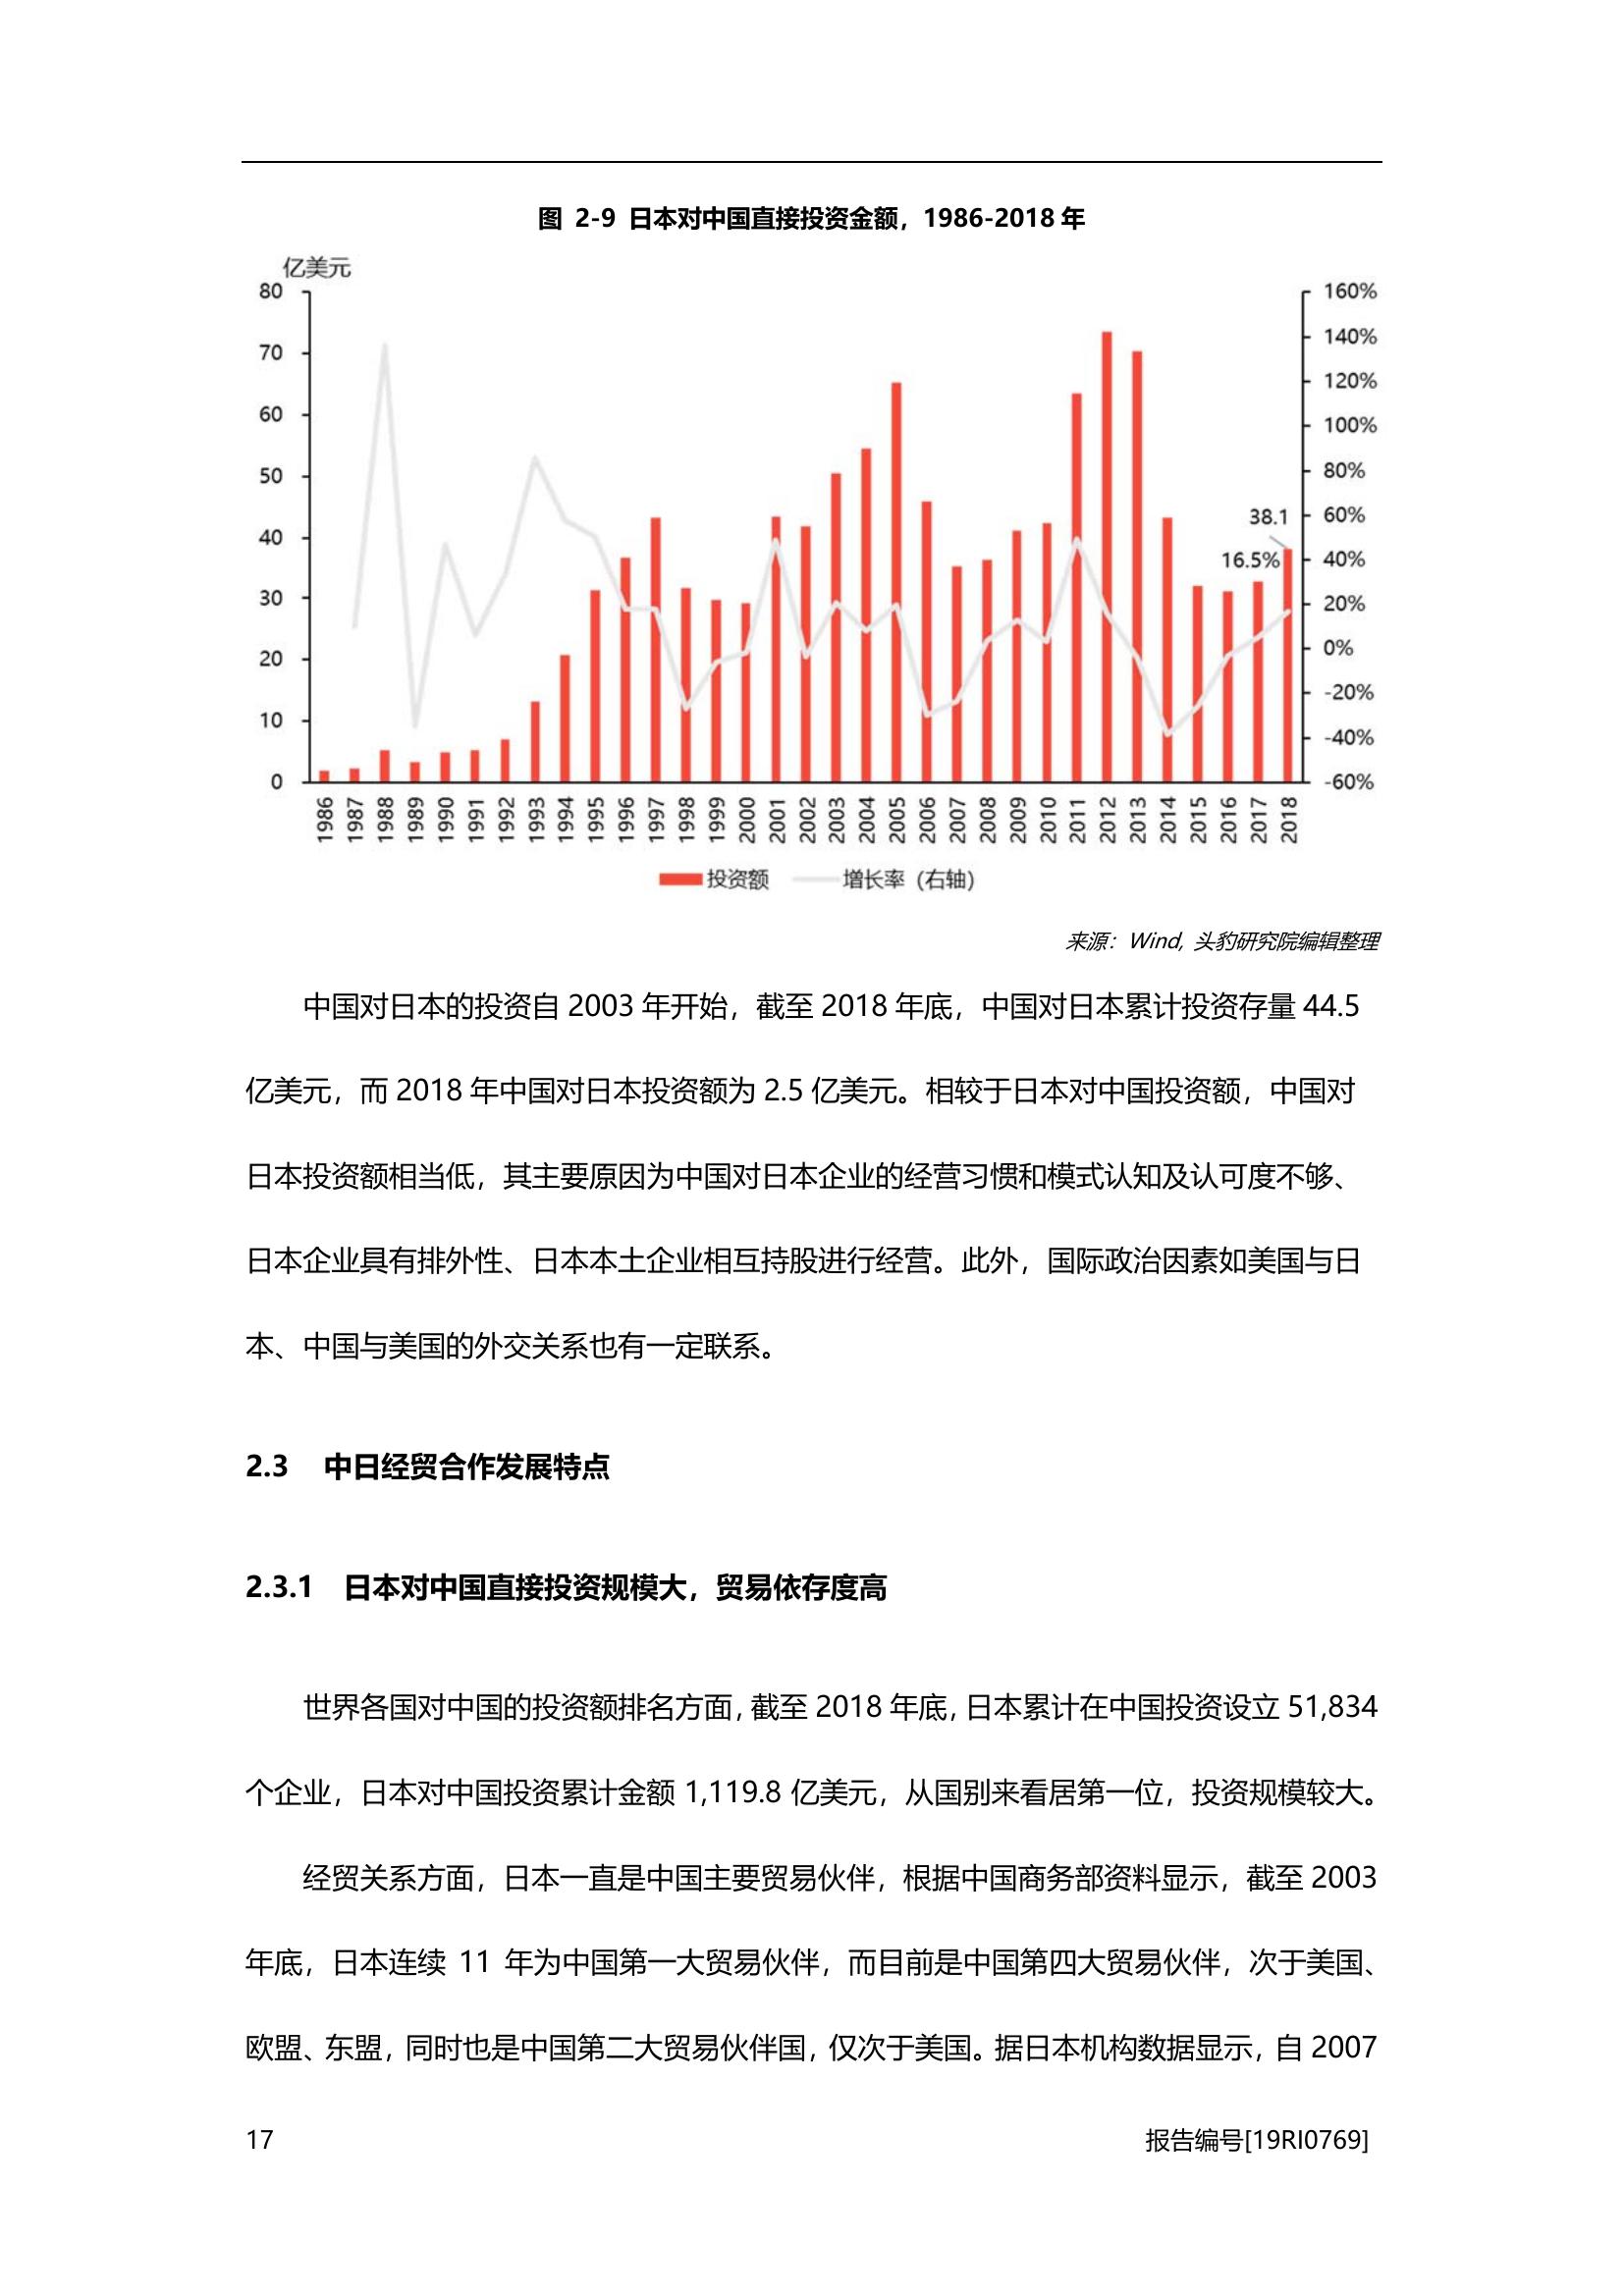 图 2-9 日本对中国直接投资金额，1986-2018 年
亿美元
80
70
60
50
40
30
20
10
0
160%
140%
120%
100%
80%
60%
40%
20%
0%
-20%
-40%
-60%
38.1
16.5%
1986 1987 1988 1989 1990 1991 1992 1993 1994 1995 1996 1997 1998 1999 2000 2001 2002 2003 2004 2005 2006 2007 2008 2009 2010 2011 2012 2013 2014 2015 2016 2017 2018
投资额 增长率（右轴）
来源：Wind, 头豹研究院编辑整理
中国对日本的投资自 2003 年开始，截至 2018 年底，中国对日本累计投资存量 44.5
亿美元，而 2018 年中国对日本投资额为 2.5 亿美元。相较于日本对中国投资额，中国对
日本投资额相当低，其主要原因为中国对日本企业的经营习惯和模式认知及认可度不够、
日本企业具有排外性、日本本土企业相互持股进行经营。此外，国际政治因素如美国与日
本、中国与美国的外交关系也有一定联系。
2.3 中日经贸合作发展特点
2.3.1 日本对中国直接投资规模大，贸易依存度高
世界各国对中国的投资额排名方面，截至 2018 年底，日本累计在中国投资设立 51,834
个企业，日本对中国投资累计金额 1,119.8 亿美元，从国别来看居第一位，投资规模较大。
经贸关系方面，日本一直是中国主要贸易伙伴，根据中国商务部资料显示，截至 2003
年底，日本连续 11 年为中国第一大贸易伙伴，而目前是中国第四大贸易伙伴，次于美国、
欧盟、东盟，同时也是中国第二大贸易伙伴国，仅次于美国。据日本机构数据显示，自 2007
17
报告编号[19RI0769]